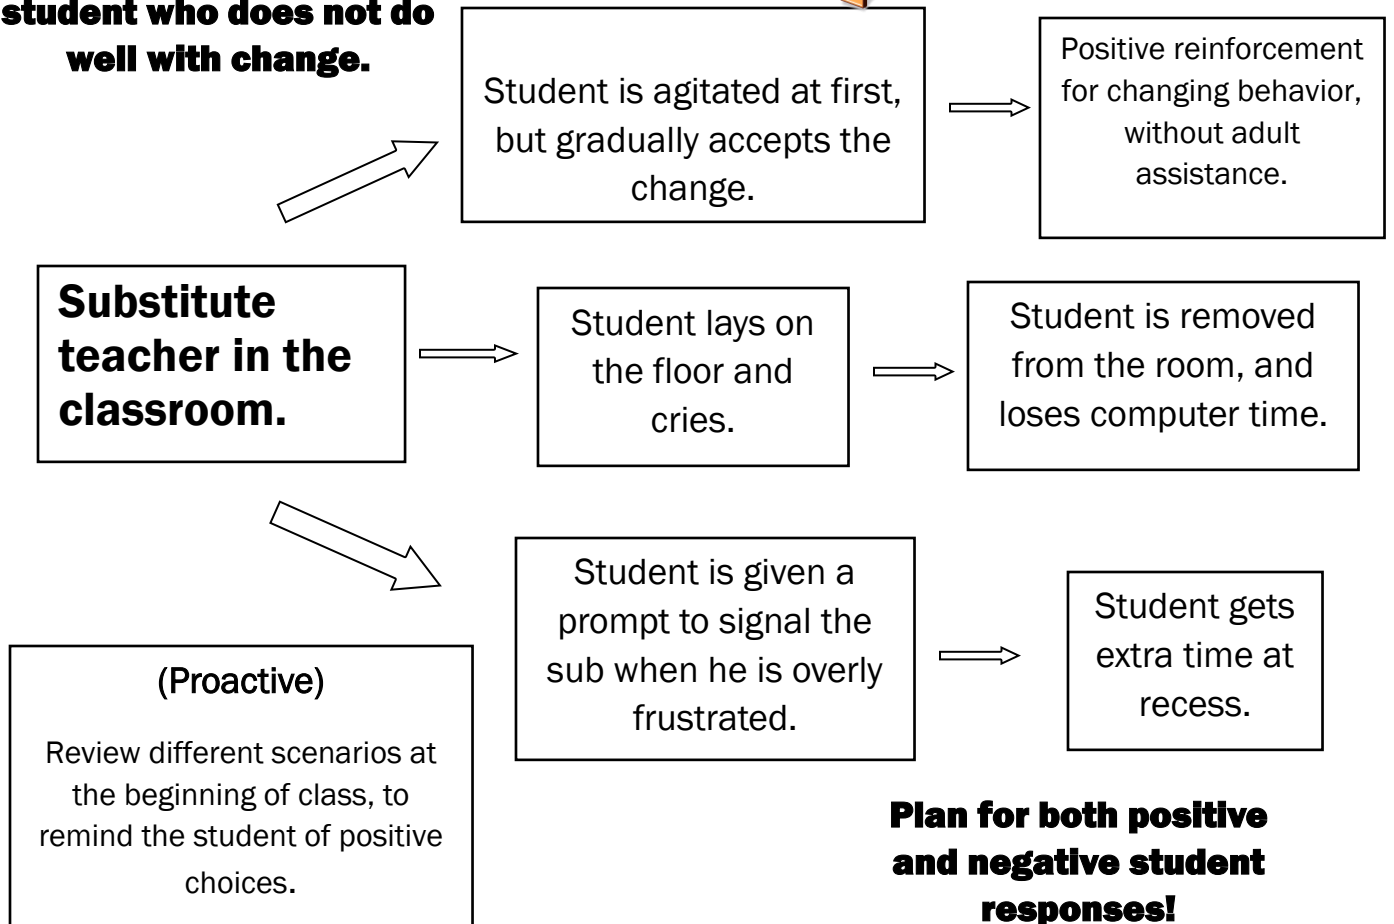 student who does not do
well with change.
Student is agitated at first,
but gradually accepts the
change.
Positive reinforcement
for changing behavior,
without adult
assistance.
Substitute
teacher in the
classroom.
Student lays on
the floor and
cries.
Student is removed
from the room, and
loses computer time.
Student is given a
prompt to signal the
sub when he is overly
frustrated.
Student gets
extra time at
recess.
(Proactive)
Review different scenarios at
the beginning of class, to
remind the student of positive
choices.
Plan for both positive
and negative student
responses!